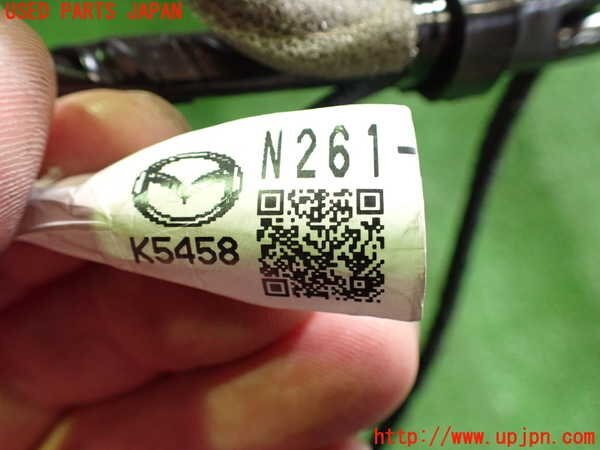 USED PARTS JAPAN
N261-
K5458
http://www.upjpn.com